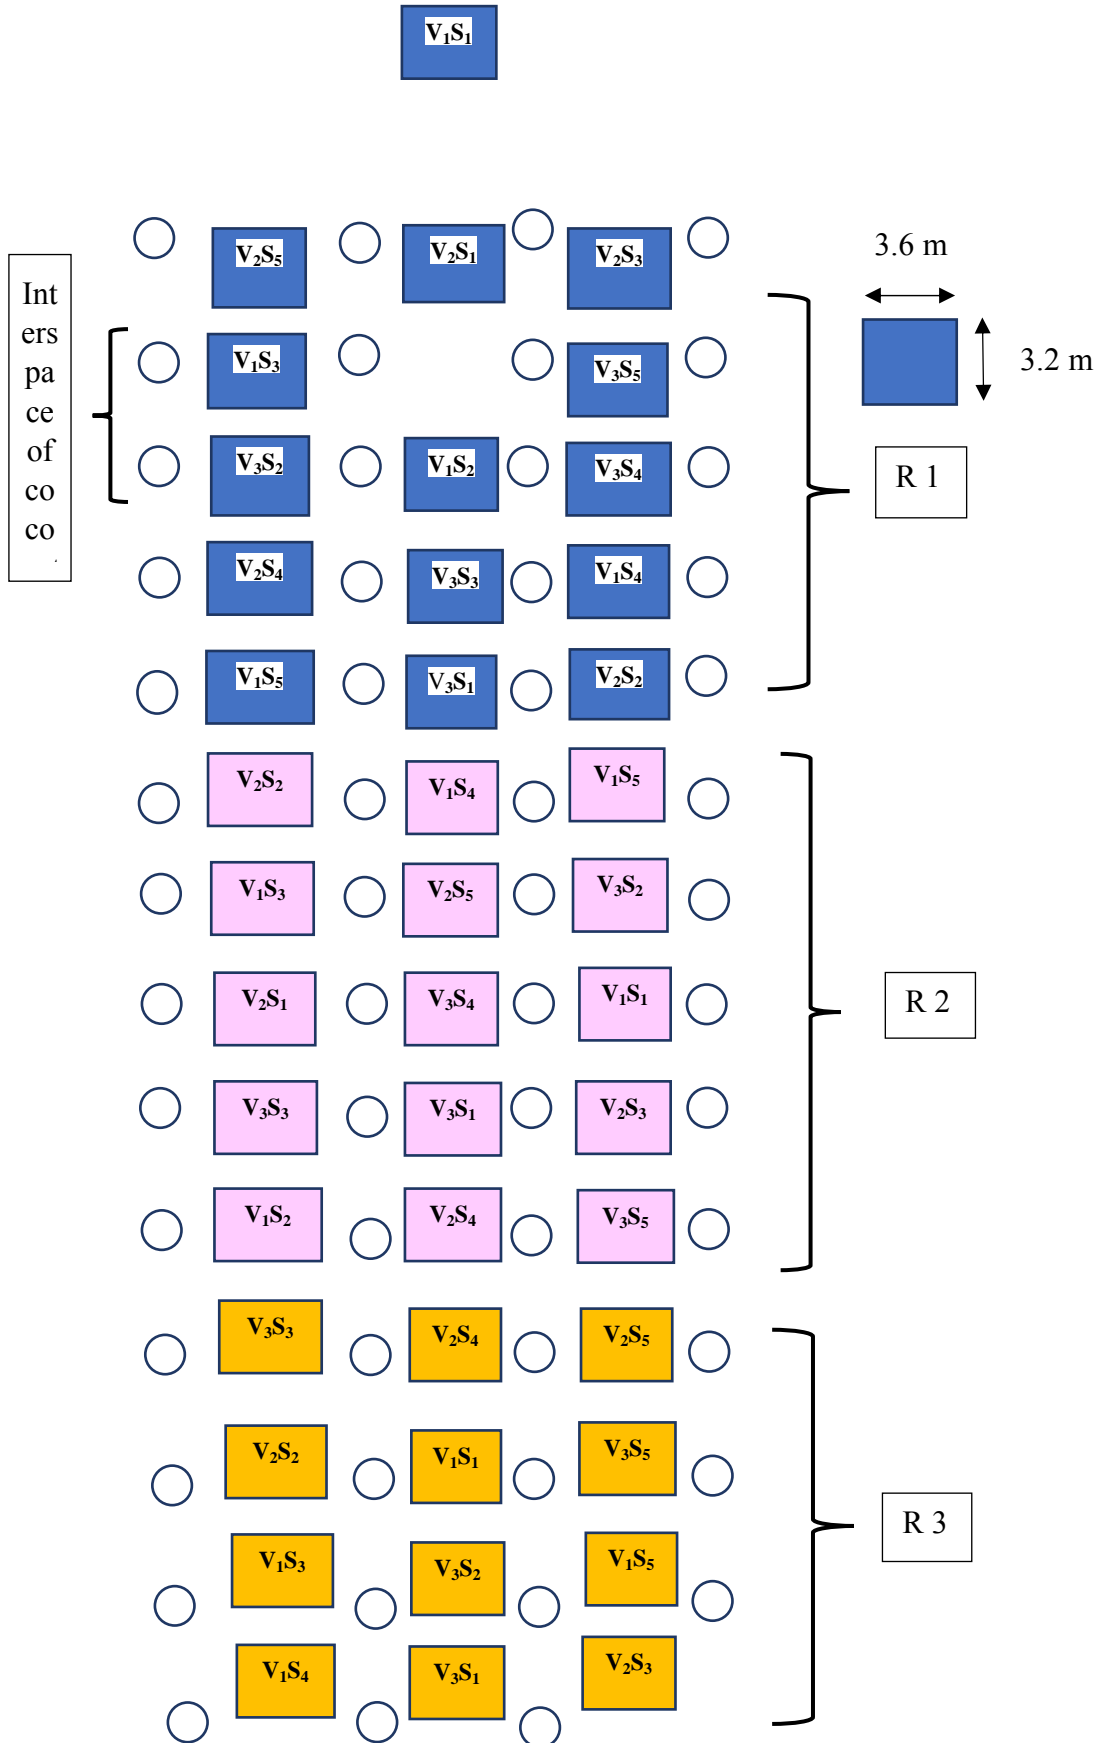 V₁S₁
V₂S₅ V₂S₁ V₂S₃
3.6 m
3.2 m
Int
ers
pa
ce
of
co
co
V₁S₃ V₃S₅
V₃S₂ V₁S₂ V₃S₄
R 1
V₂S₄ V₃S₃ V₁S₄
V₁S₅ V₃S₁ V₂S₂
V₂S₂ V₁S₄ V₁S₅
V₁S₃ V₂S₅ V₃S₂
V₂S₁ V₃S₄ V₁S₁
R 2
V₃S₃ V₃S₁ V₂S₃
V₁S₂ V₂S₄ V₃S₅
V₃S₃ V₂S₄ V₂S₅
V₂S₂ V₁S₁ V₃S₅
R 3
V₁S₃ V₃S₂ V₁S₅
V₁S₄ V₃S₁ V₂S₃